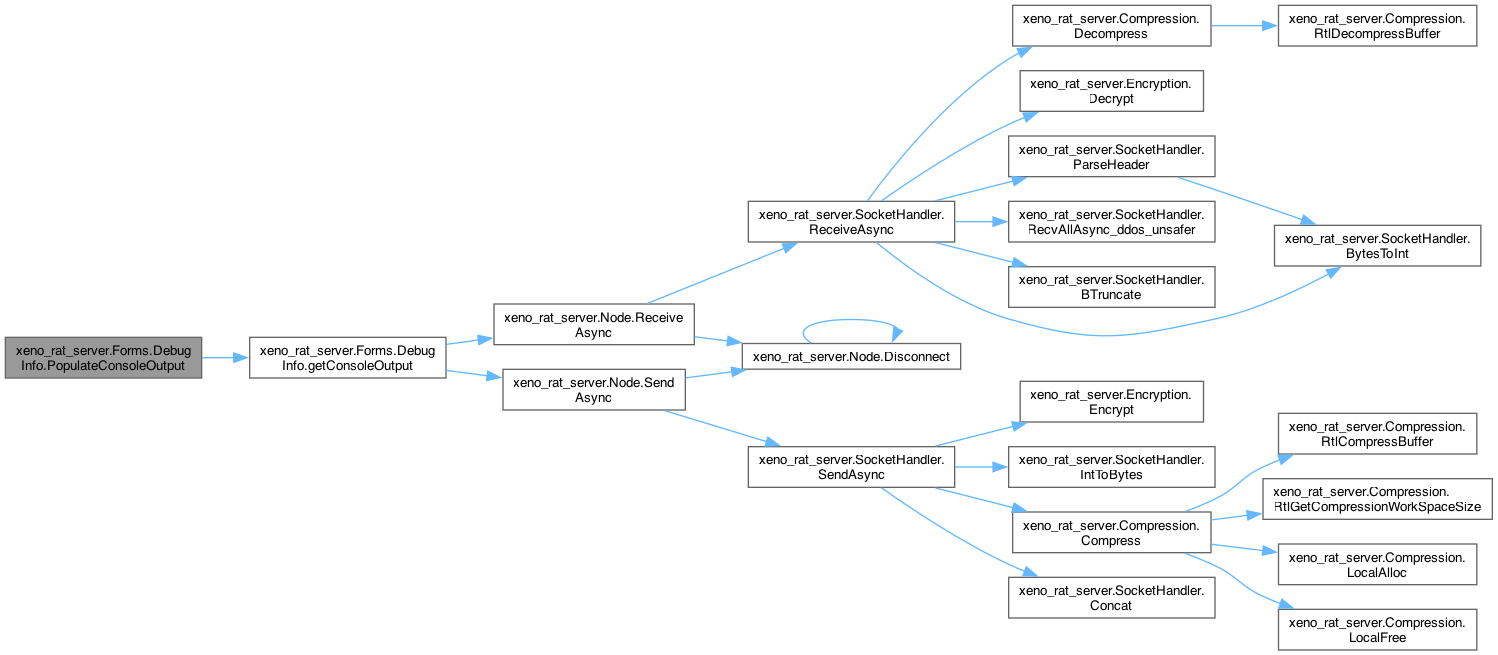 xeno_rat_server.Compression.
Decompress
xeno_rat_server.Compression.
RtlDecompressBuffer
xeno_rat_server.Encryption.
Decrypt
xeno_rat_server.SocketHandler.
ParseHeader
xeno_rat_server.SocketHandler.
ReceiveAsync
xeno_rat_server.SocketHandler.
RecvAllAsync_ddos_unsafer
xeno_rat_server.SocketHandler.
BytesToInt
xeno_rat_server.SocketHandler.
BTruncate
xeno_rat_server.Node.Receive
Async
xeno_rat_server.Forms.Debug
Info.PopulateConsoleOutput
xeno_rat_server.Forms.Debug
Info.getConsoleOutput
xeno_rat_server.Node.Disconnect
xeno_rat_server.Node.Send
Async
xeno_rat_server.Encryption.
Encrypt
xeno_rat_server.Compression.
RtlCompressBuffer
xeno_rat_server.SocketHandler.
SendAsync
xeno_rat_server.SocketHandler.
IntToBytes
xeno_rat_server.Compression.
RtlGetCompressionWorkSpaceSize
xeno_rat_server.Compression.
Compress
xeno_rat_server.Compression.
LocalAlloc
xeno_rat_server.SocketHandler.
Concat
xeno_rat_server.Compression.
LocalFree